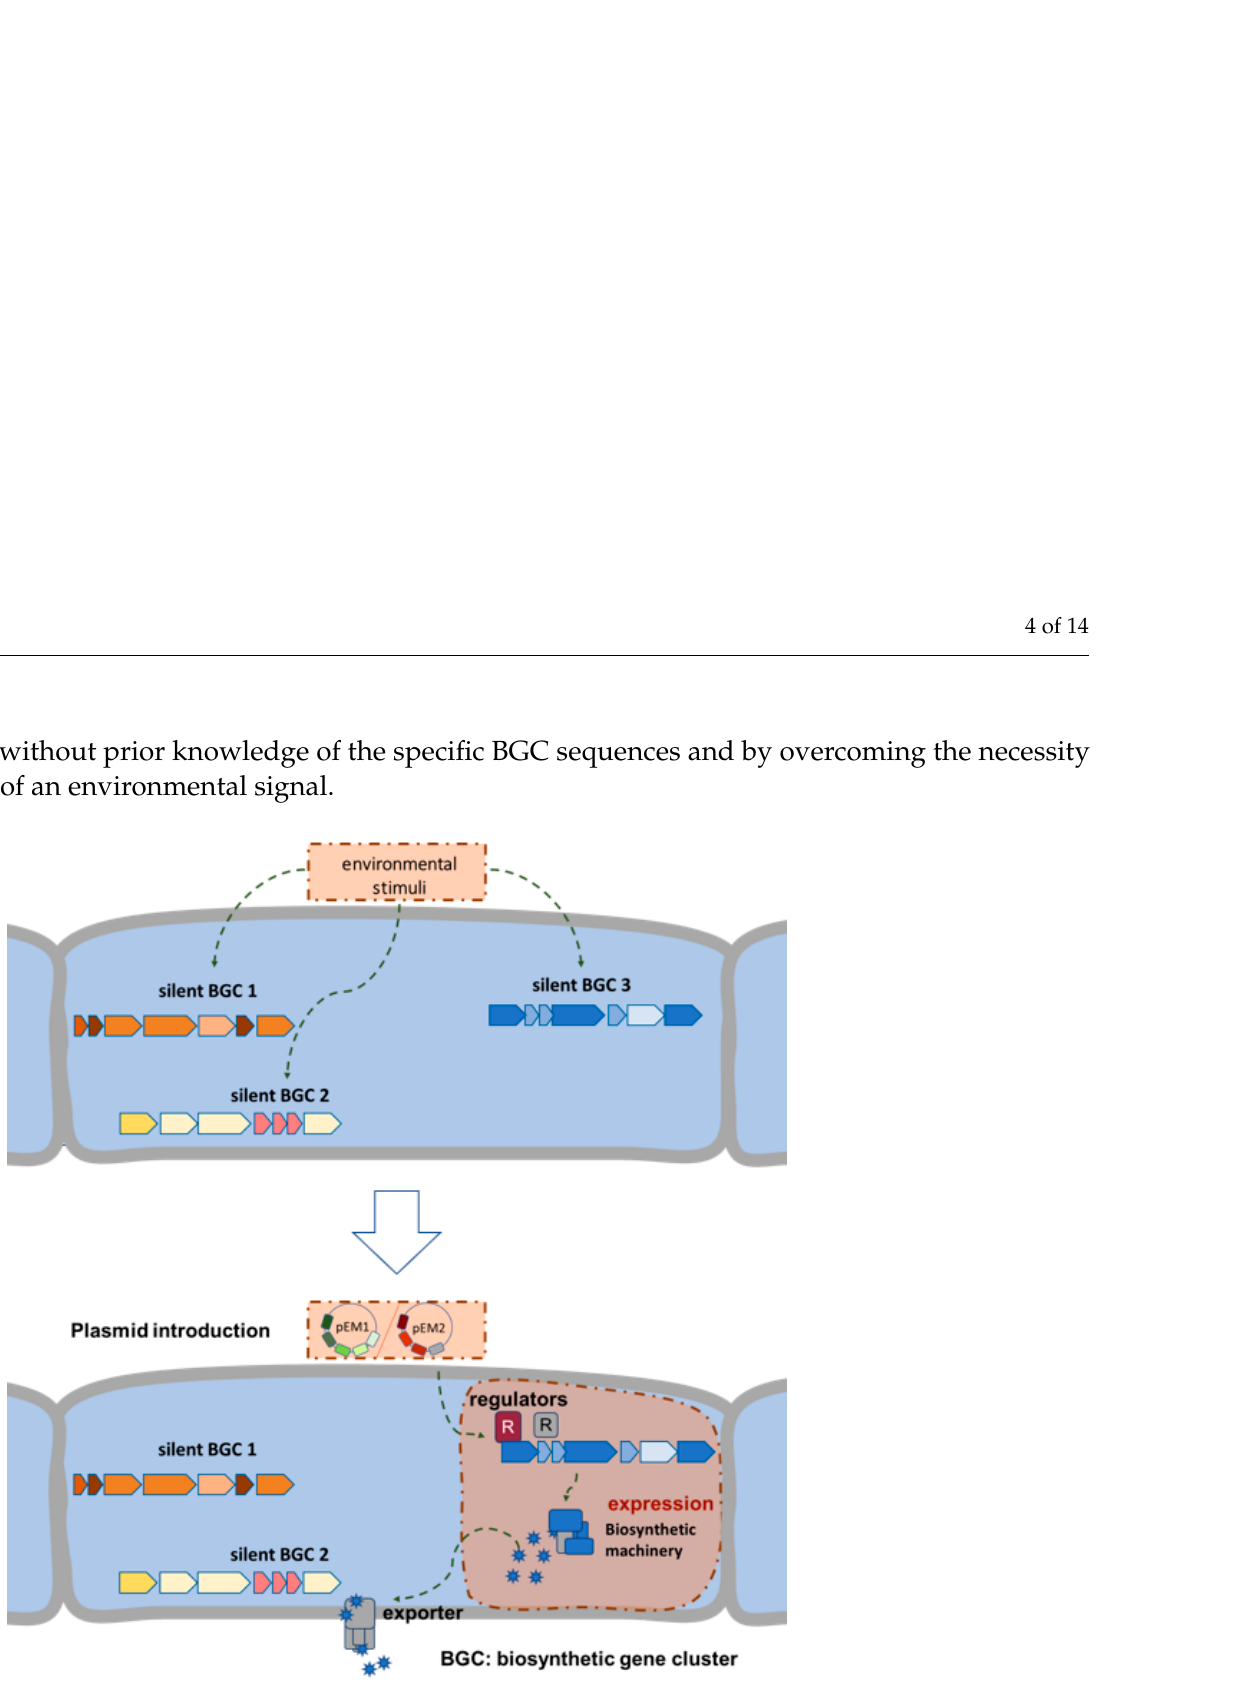 4 of 14
without prior knowledge of the specific BGC sequences and by overcoming the necessity
of an environmental signal.
environmental
stimuli
silent BGC 1
silent BGC 3
silent BGC 2
Plasmid introduction
pEM1
pEM2
regulators
R
R
silent BGC 1
expression
Biosynthetic
machinery
silent BGC 2
exporter
BGC: biosynthetic gene cluster